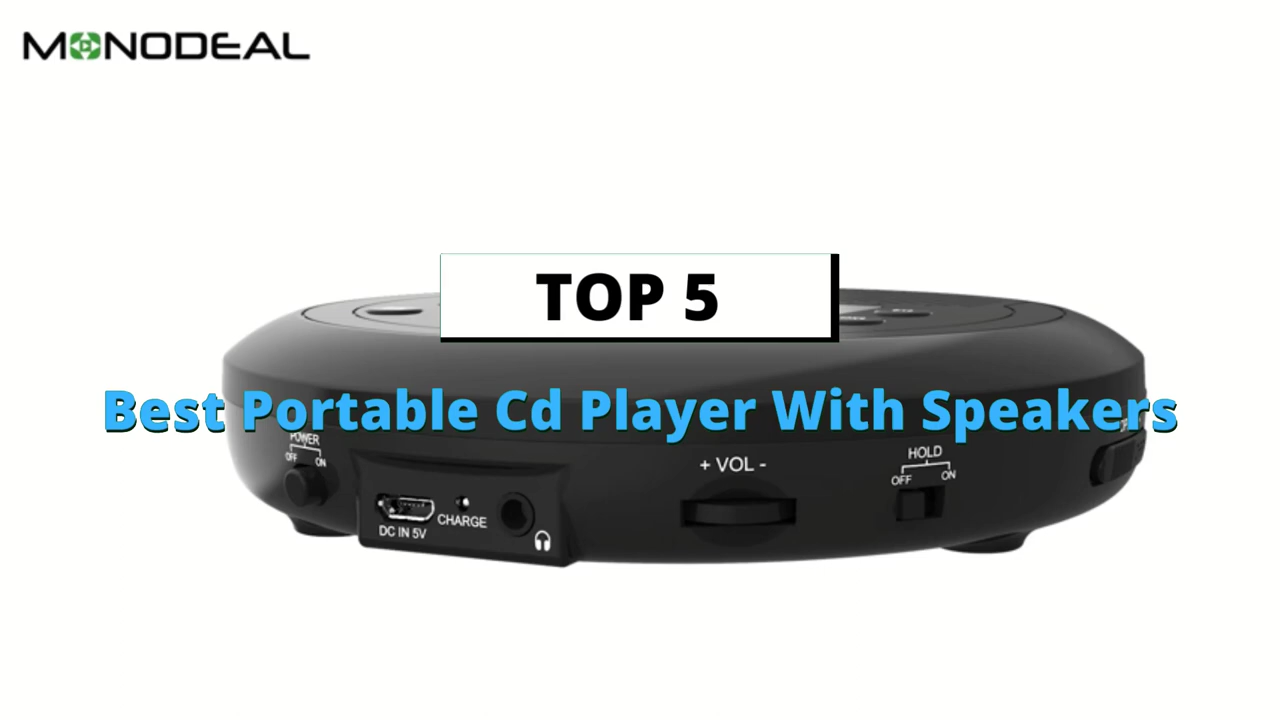 MONODEAL
TOP 5
Best Portable Cd Player With Speakers
POWER
OFF ON
DC IN 5V
CHARGE
+ VOL -
HOLD
OFF ON